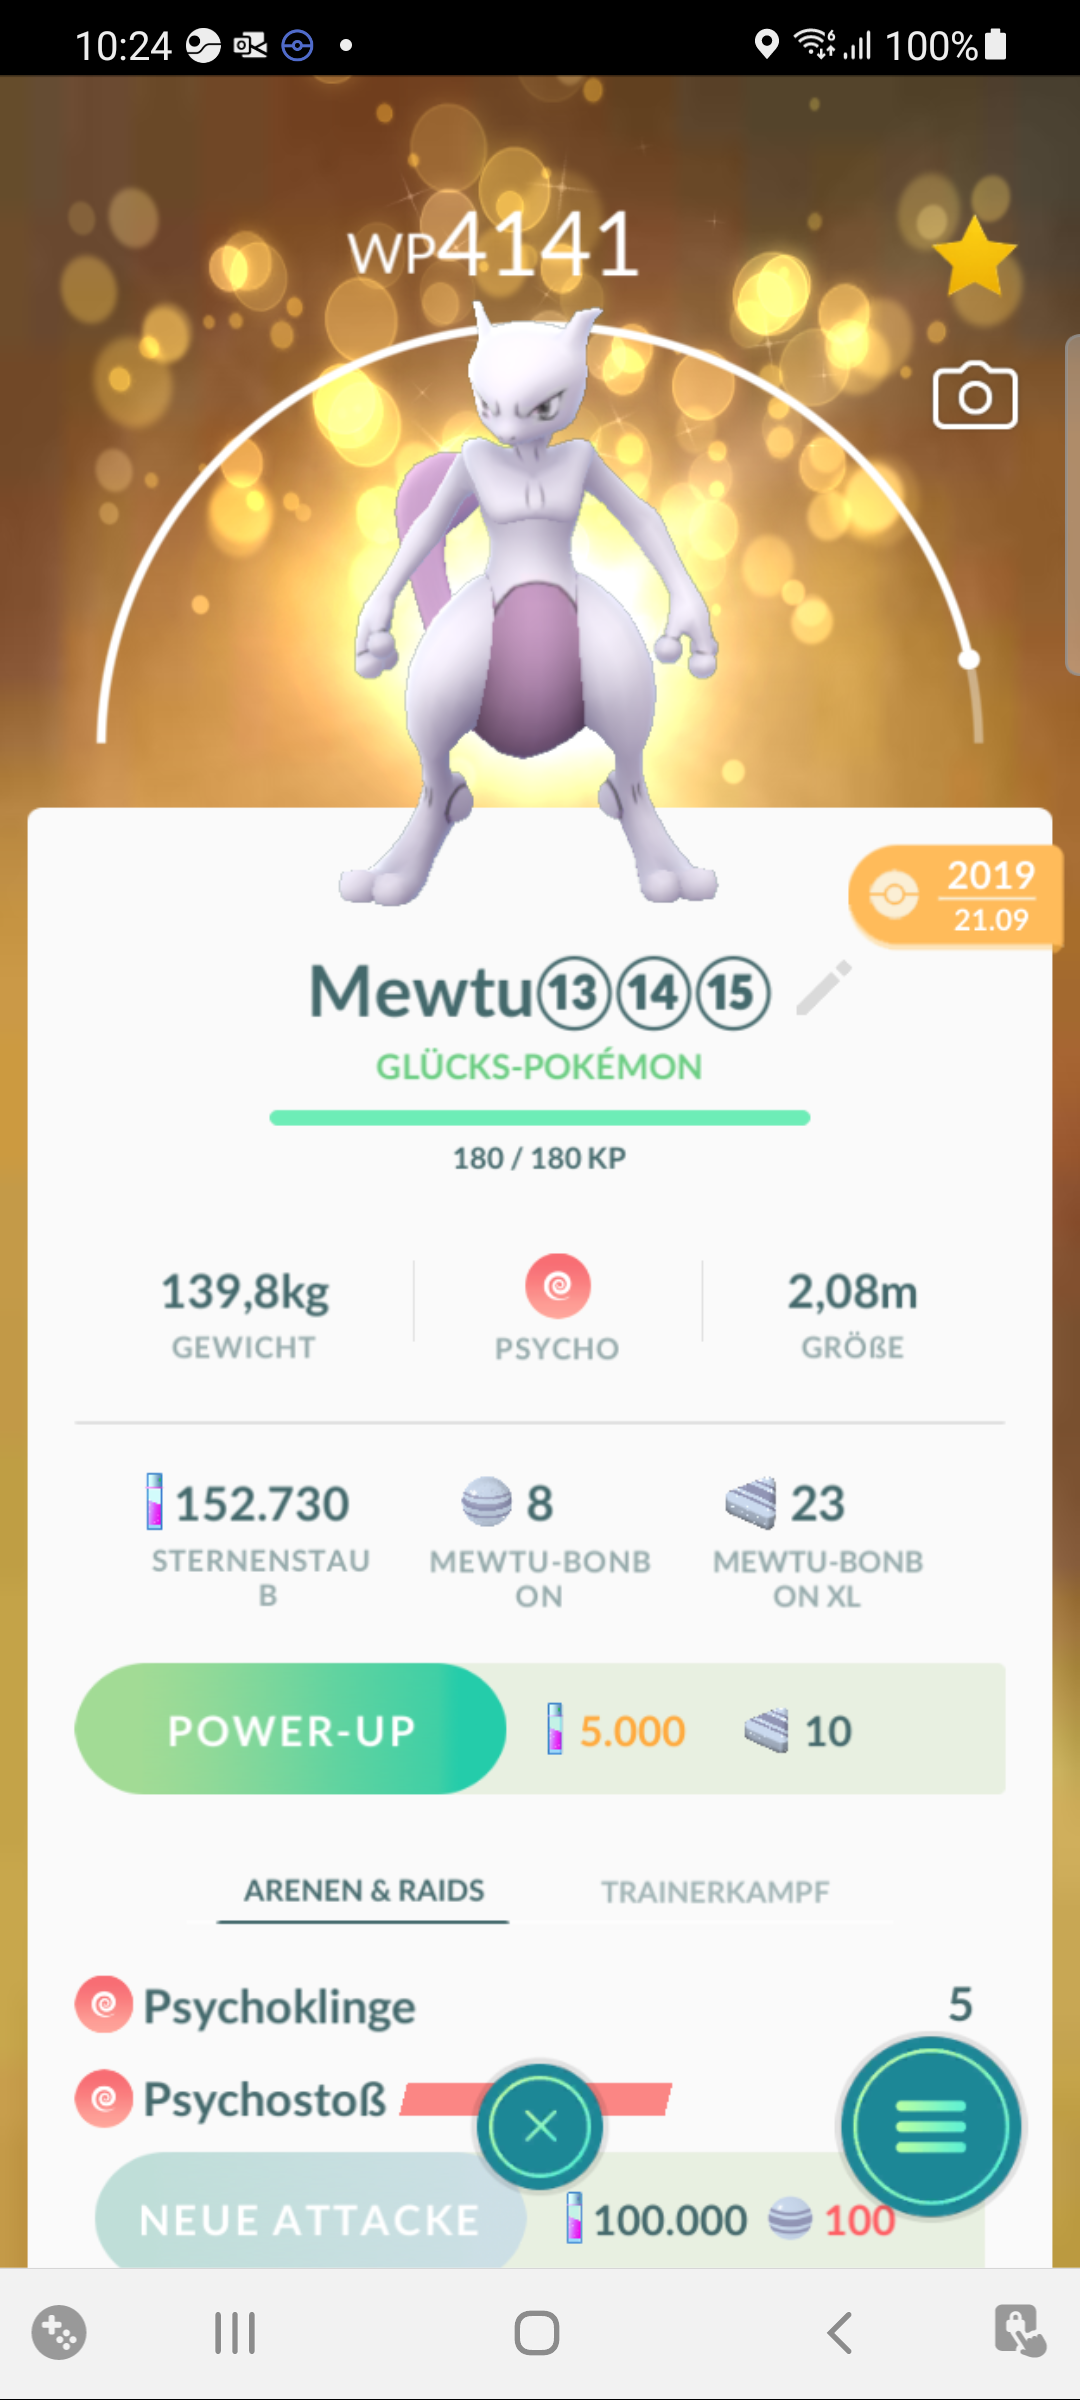 10:24
100%
WP4141
2019
21.09
Mewtu⑬⑭⑮
GLÜCKS-POKÉMON
180 / 180 KP
139,8kg
GEWICHT
PSYCHO
2,08m
GRÖẞE
152.730
STERNENSTAU
B
8
MEWTU-BONB
ON
23
MEWTU-BONB
ON XL
POWER-UP
5.000
10
ARENEN & RAIDS
TRAINERKAMPF
Psychoklinge
5
Psychostoß
NEUE ATTACKE
100.000
100